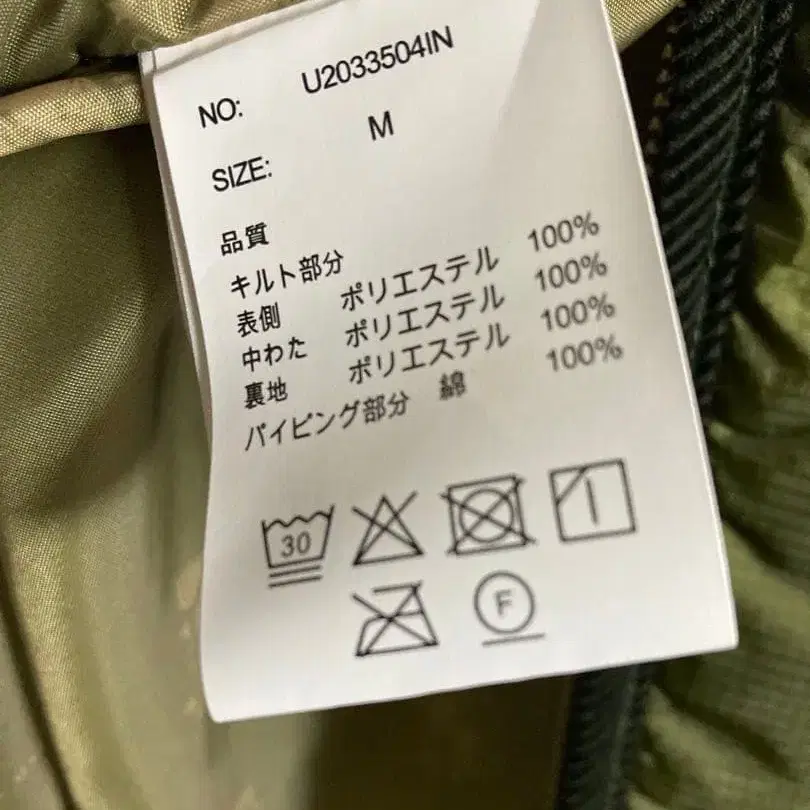 NO: U2033504IN
SIZE: M
品質
キルト部分
表側 ポリエステル 100%
中わた ポリエステル 100%
裏地 ポリエステル 100%
パイピング部分 綿 100%
30
F